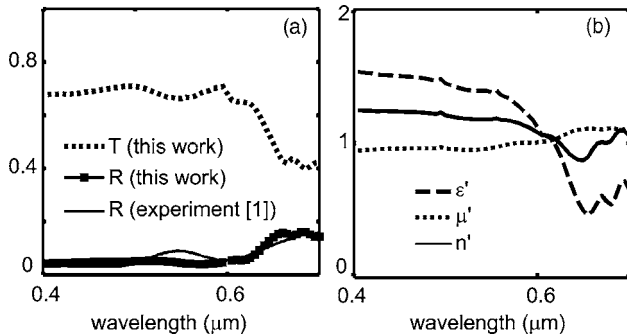 (a)
0.8
0.4
0
T (this work)
R (this work)
R (experiment [1])
0.4
0.6
wavelength (μm)
(b)
2
1
0
ε'
μ'
n'
0.4
0.6
wavelength (μm)